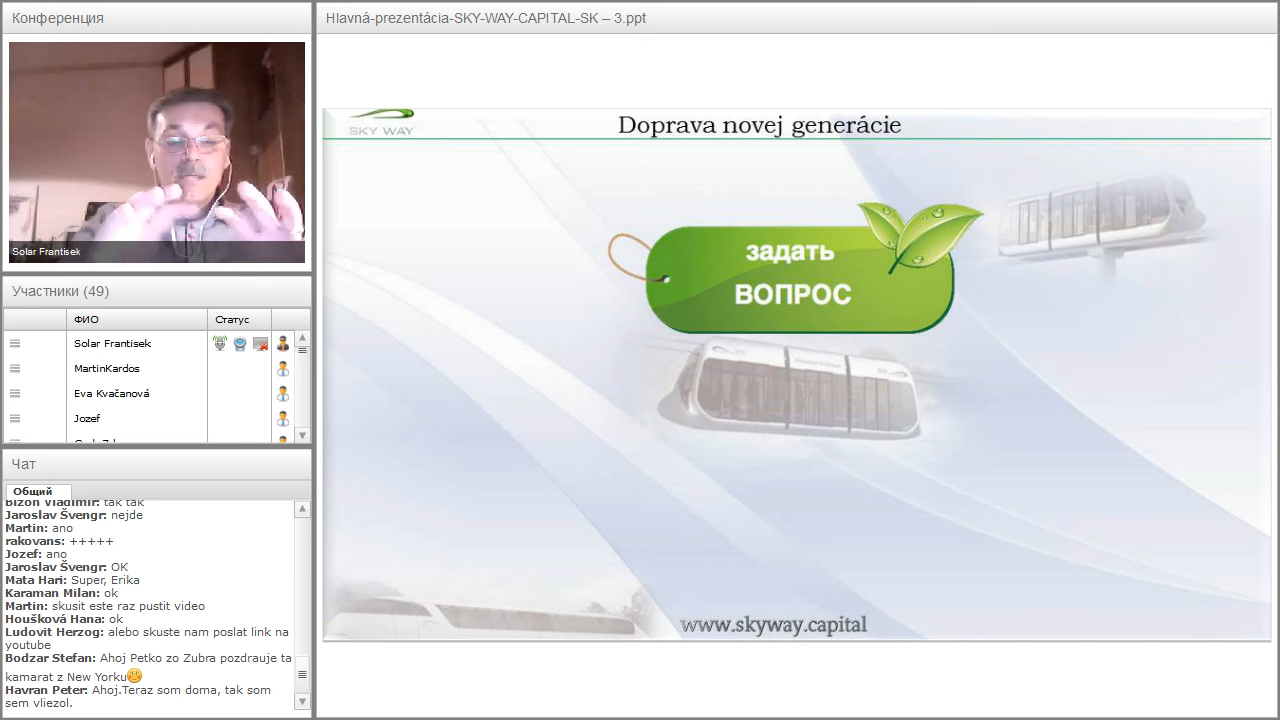 Конференция
Solar Frantisek
Участники (49)
ФИО Статус
Solar Frantisek
MartinKardos
Eva Kvačanová
Jozef
Чат
Общий
Bizon Vladimir: tak tak
Jaroslav Švengr: nejde
Martin: ano
rakovans: +++++
Jozef: ano
Jaroslav Švengr: OK
Mata Hari: Super, Erika
Karaman Milan: ok
Martin: skusit este raz pustit video
Houšková Hana: ok
Ludovit Herzog: alebo skuste nam poslat link na
youtube
Bodzar Stefan: Ahoj Petko zo Zubra pozdrauje ta
kamarat z New Yorku
Havran Peter: Ahoj.Teraz som doma, tak som
sem vliezol.
Hlavná-prezentácia-SKY-WAY-CAPITAL-SK – 3.ppt
SKY WAY
Doprava novej generácie
задать
ВОПРОС
www.skyway.capital